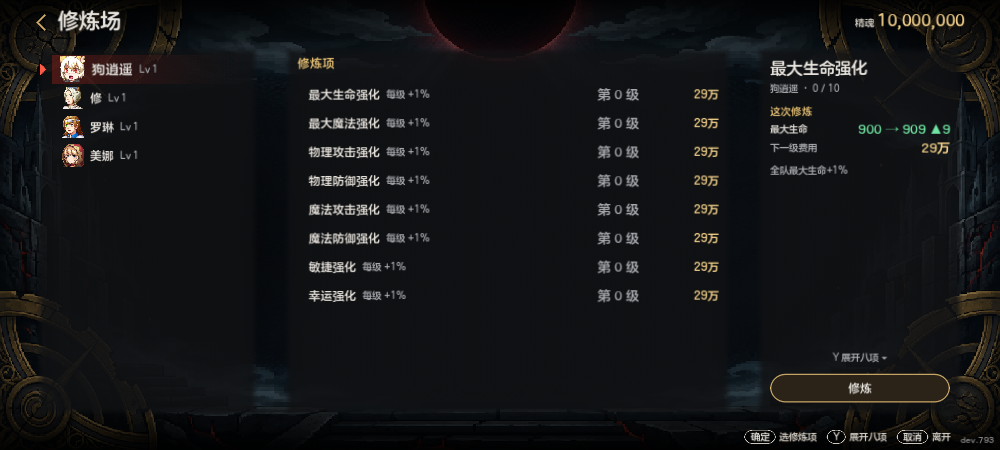 修炼场
精魂 10,000,000
狗逍遥 Lv1
修 Lv1
罗琳 Lv1
美娜 Lv1
修炼项
最大生命强化 每级 +1% 第 0 级 29万
最大魔法强化 每级 +1% 第 0 级 29万
物理攻击强化 每级 +1% 第 0 级 29万
物理防御强化 每级 +1% 第 0 级 29万
魔法攻击强化 每级 +1% 第 0 级 29万
魔法防御强化 每级 +1% 第 0 级 29万
敏捷强化 每级 +1% 第 0 级 29万
幸运强化 每级 +1% 第 0 级 29万
最大生命强化
狗逍遥 · 0 / 10
这次修炼
最大生命 900 → 909 ▲9
下一级费用 29万
全队最大生命+1%
Y 展开八项
修炼
确定 选修炼项 Y 展开八项 取消 离开
dev.793